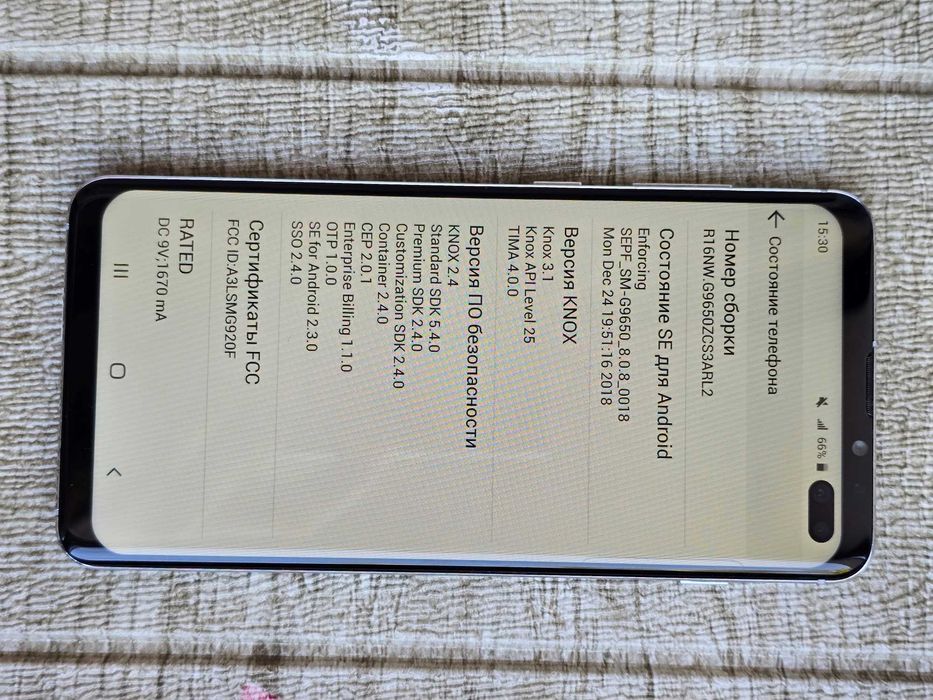 15:30
66%
Состояние телефона
Номер сборки
R16NW.G9650ZCS3ARL2
Состояние SE для Android
Enforcing
SEPF_SM-G9650_8.0.8_0018
Mon Dec 24 19:51:16 2018
Версия KNOX
Knox 3.1
Knox API Level 25
TIMA 4.0.0
Версия ПО безопасности
KNOX 2.4
Standard SDK 5.4.0
Premium SDK 2.4.0
Customization SDK 2.4.0
Container 2.4.0
CEP 2.0.1
Enterprise Billing 1.1.0
OTP 1.0.0
SE for Android 2.3.0
SSO 2.4.0
Сертификаты FCC
FCC ID:A3LSMG920F
RATED
DC 9V;1670 mA